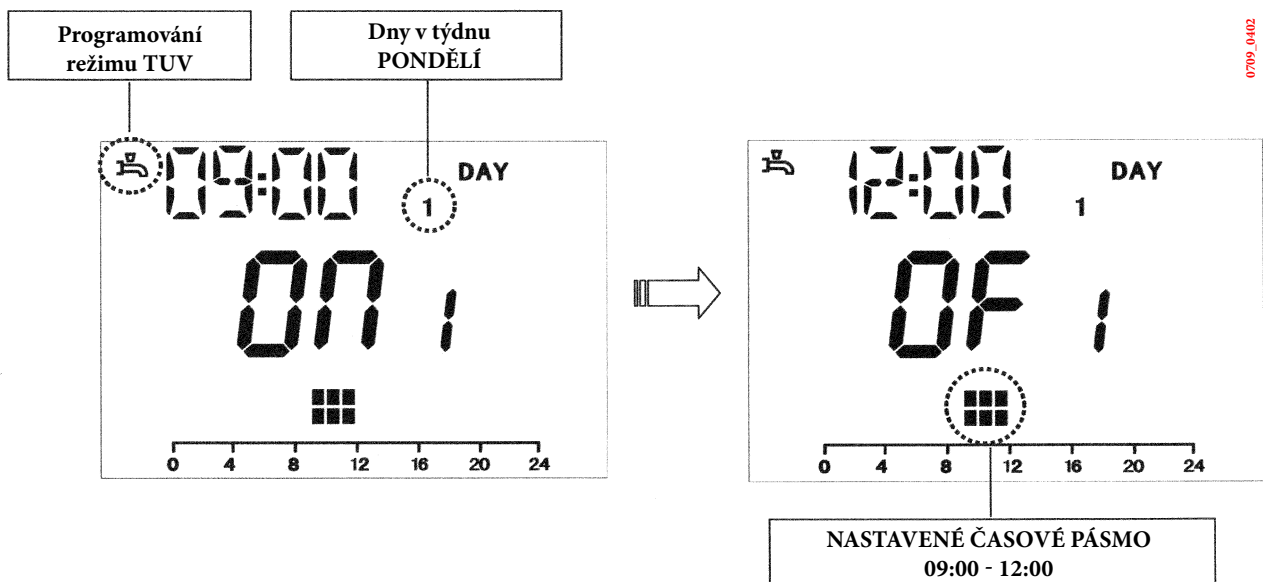 Programování
režimu TUV
Dny v týdnu
PONDĚLÍ
0709_0402
09:00
DAY
1
ON 1
0 4 8 12 16 20 24
12:00
DAY
1
OF 1
0 4 8 12 16 20 24
NASTAVENÉ ČASOVÉ PÁSMO
09:00 - 12:00